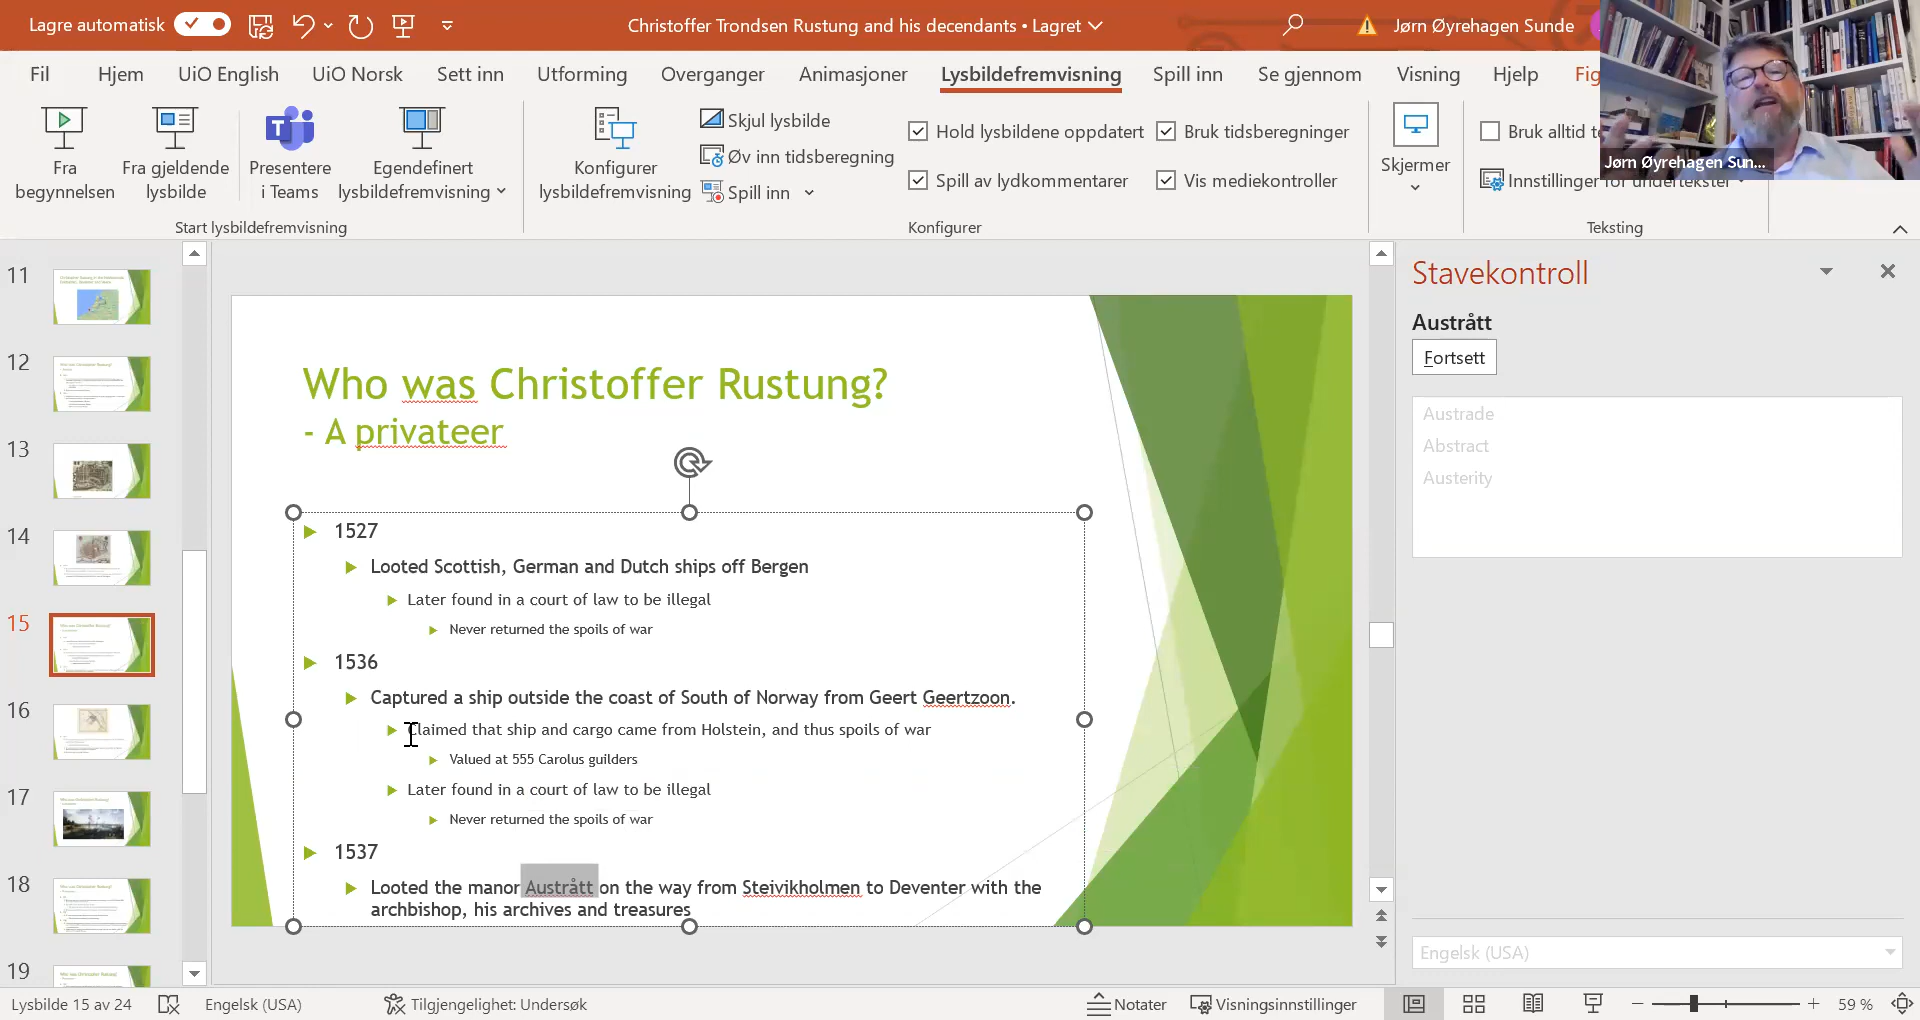 Lagre automatisk
Christoffer Trondsen Rustung and his decendants • Lagret
Jørn Øyrehagen Sunde
Fil Hjem UiO English UiO Norsk Sett inn Utforming Overganger Animasjoner Lysbildefremvisning Spill inn Se gjennom Visning Hjelp Fig
Fra begynnelsen
Fra gjeldende lysbilde
Presentere i Teams
Egendefinert lysbildefremvisning
Start lysbildefremvisning
Konfigurer lysbildefremvisning
Skjul lysbilde
Øv inn tidsberegning
Spill inn
Hold lysbildene oppdatert
Spill av lydkommentarer
Bruk tidsberegninger
Vis mediekontroller
Konfigurer
Skjermer
Bruk alltid
Innstillinger for undertekster
Teksting
Jørn Øyrehagen Sun...
11
12
13
14
15
16
17
18
19
Who was Christoffer Rustung?
- A privateer
1527
Looted Scottish, German and Dutch ships off Bergen
Later found in a court of law to be illegal
Never returned the spoils of war
1536
Captured a ship outside the coast of South of Norway from Geert Geertzoon.
Claimed that ship and cargo came from Holstein, and thus spoils of war
Valued at 555 Carolus guilders
Later found in a court of law to be illegal
Never returned the spoils of war
1537
Looted the manor Austrått on the way from Steivikholmen to Deventer with the
archbishop, his archives and treasures
Stavekontroll
Austrått
Fortsett
Austrade
Abstract
Austerity
Engelsk (USA)
Lysbilde 15 av 24
Engelsk (USA)
Tilgjengelighet: Undersøk
Notater
Visningsinnstillinger
59 %